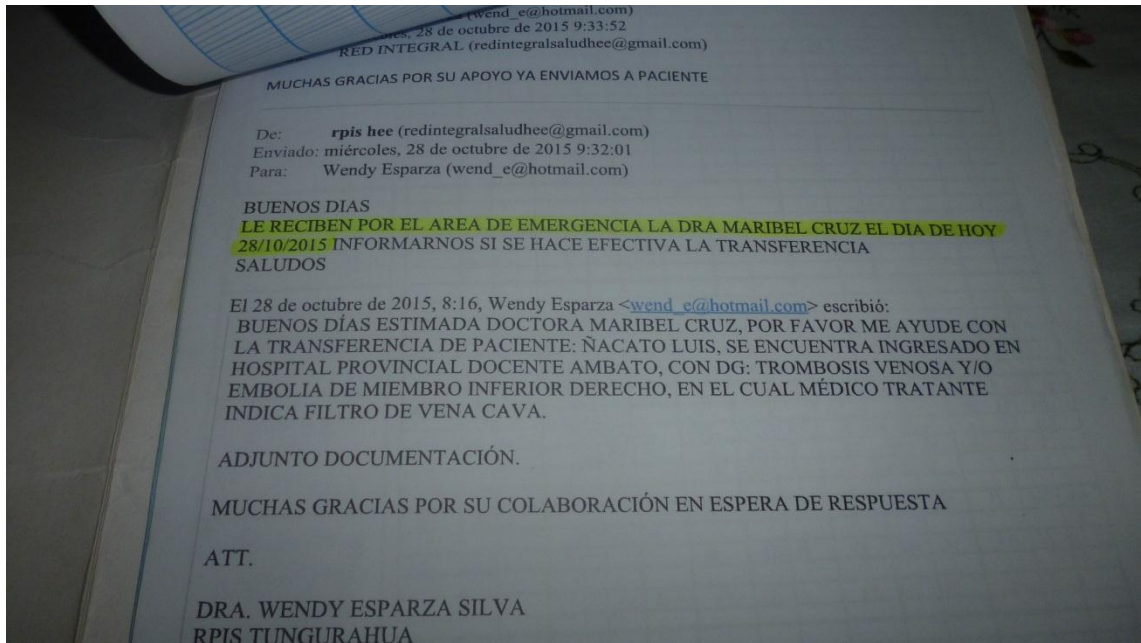 (wend_e@hotmail.com)
28 de octubre de 2015 9:33:52
RED INTEGRAL (redintegralsaludhee@gmail.com)
MUCHAS GRACIAS POR SU APOYO YA ENVIAMOS A PACIENTE
De: rpis hee (redintegralsaludhee@gmail.com)
Enviado: miércoles, 28 de octubre de 2015 9:32:01
Para: Wendy Esparza (wend_e@hotmail.com)
BUENOS DIAS
LE RECIBEN POR EL AREA DE EMERGENCIA LA DRA MARIBEL CRUZ EL DIA DE HOY
28/10/2015 INFORMARNOS SI SE HACE EFECTIVA LA TRANSFERENCIA
SALUDOS
El 28 de octubre de 2015, 8:16, Wendy Esparza <wend_e@hotmail.com> escribió:
BUENOS DÍAS ESTIMADA DOCTORA MARIBEL CRUZ, POR FAVOR ME AYUDE CON
LA TRANSFERENCIA DE PACIENTE: ÑACATO LUIS, SE ENCUENTRA INGRESADO EN
HOSPITAL PROVINCIAL DOCENTE AMBATO, CON DG: TROMBOSIS VENOSA Y/O
EMBOLIA DE MIEMBRO INFERIOR DERECHO, EN EL CUAL MÉDICO TRATANTE
INDICA FILTRO DE VENA CAVA.
ADJUNTO DOCUMENTACIÓN.
MUCHAS GRACIAS POR SU COLABORACIÓN EN ESPERA DE RESPUESTA
ATT.
DRA. WENDY ESPARZA SILVA
RPIS TUNGURAHUA